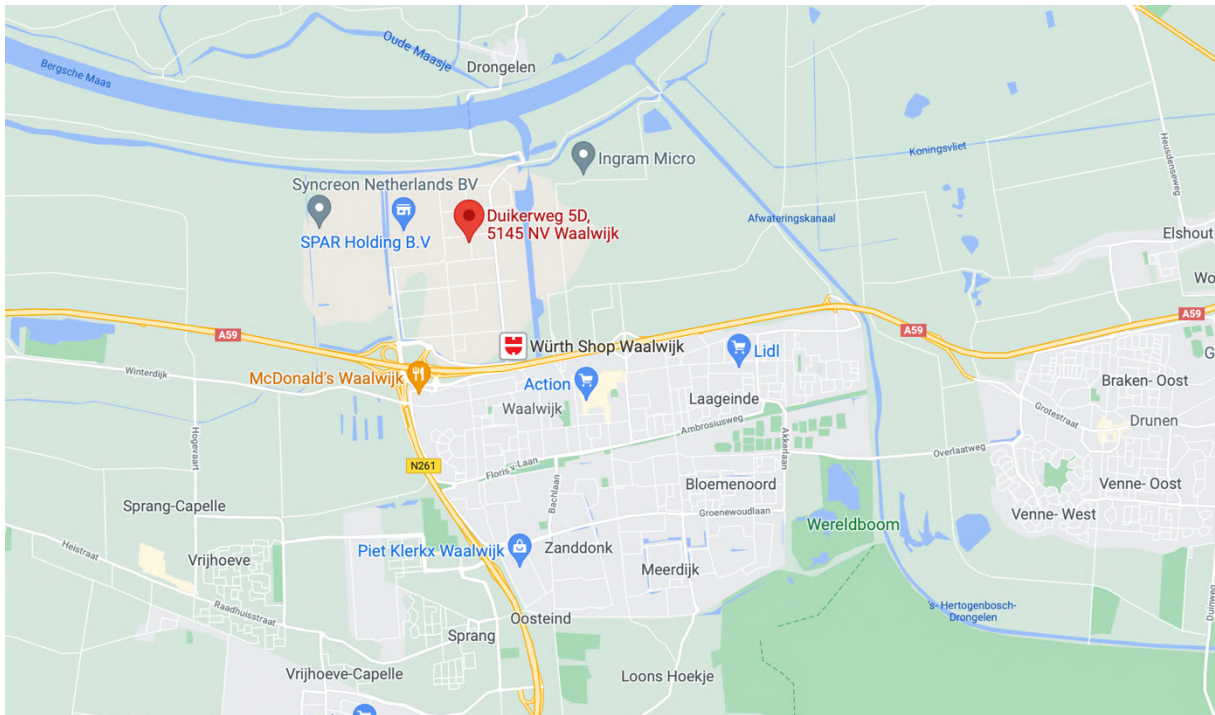 Oude Maasje
Drongelen
Bergsche Maas
Heusdenseweg
Koningsvliet
Ingram Micro
Syncreon Netherlands BV
Duikerweg 5D,
5145 NV Waalwijk
SPAR Holding B.V
Afwateringskanaal
Elshout
Wo
A59
A59
A59
Würth Shop Waalwijk
Lidl
G
Winterdijk
McDonald's Waalwijk
Action
Waalwijk
Laageinde
Braken- Oost
Grotestraat
Drunen
Ambrosiusweg
Akkerlaan
Hogevaart
N261
Floris v-Laan
Overlaatweg
Bachlaan
Bloemenoord
Venne- Oost
Sprang-Capelle
Groenewoudlaan
Venne- West
Wereldboom
Heistraat
Vrijhoeve
Piet Klerkx Waalwijk
Zanddonk
Meerdijk
Raadhuisstraat
Oosteind
's- Hertogenbosch-
Drongelen
Duinweg
Sprang
Vrijhoeve-Capelle
Loons Hoekje